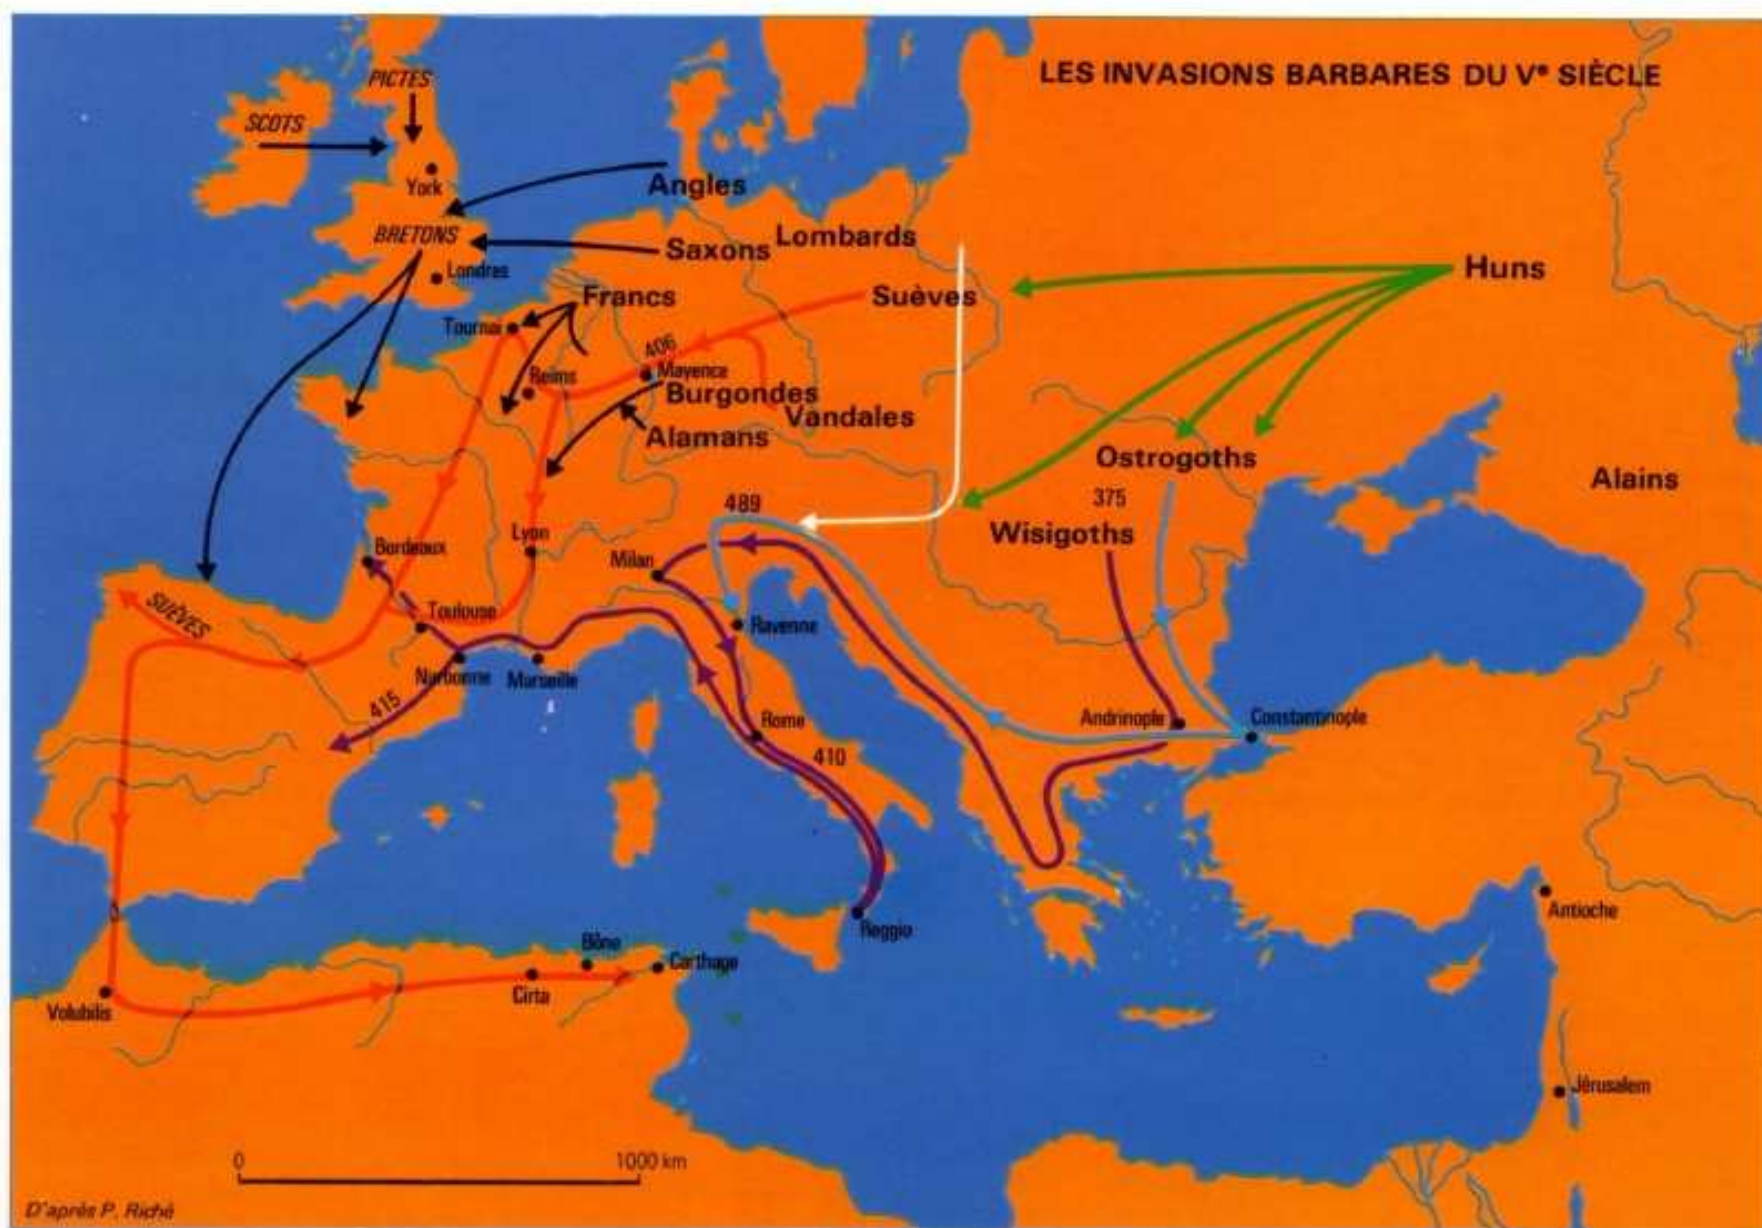 LES INVASIONS BARBARES DU Vᵉ SIÈCLE
PICTES
SCOTS
York
Angles
BRETONS
Saxons
Lombards
Londres
Huns
Francs
Suèves
Tournai
406
Reims
Mayence
Burgondes
Vandales
Alamans
Ostrogoths
Alains
375
489
Wisigoths
Lyon
Bordeaux
Milan
SUÈVES
Toulouse
Ravenne
Narbonne
Marseille
415
Rome
410
Andrinople
Constantinople
Antioche
Reggio
Bône
Carthage
Cirta
Volubilis
Jérusalem
0
1000 km
D'après P. Riché